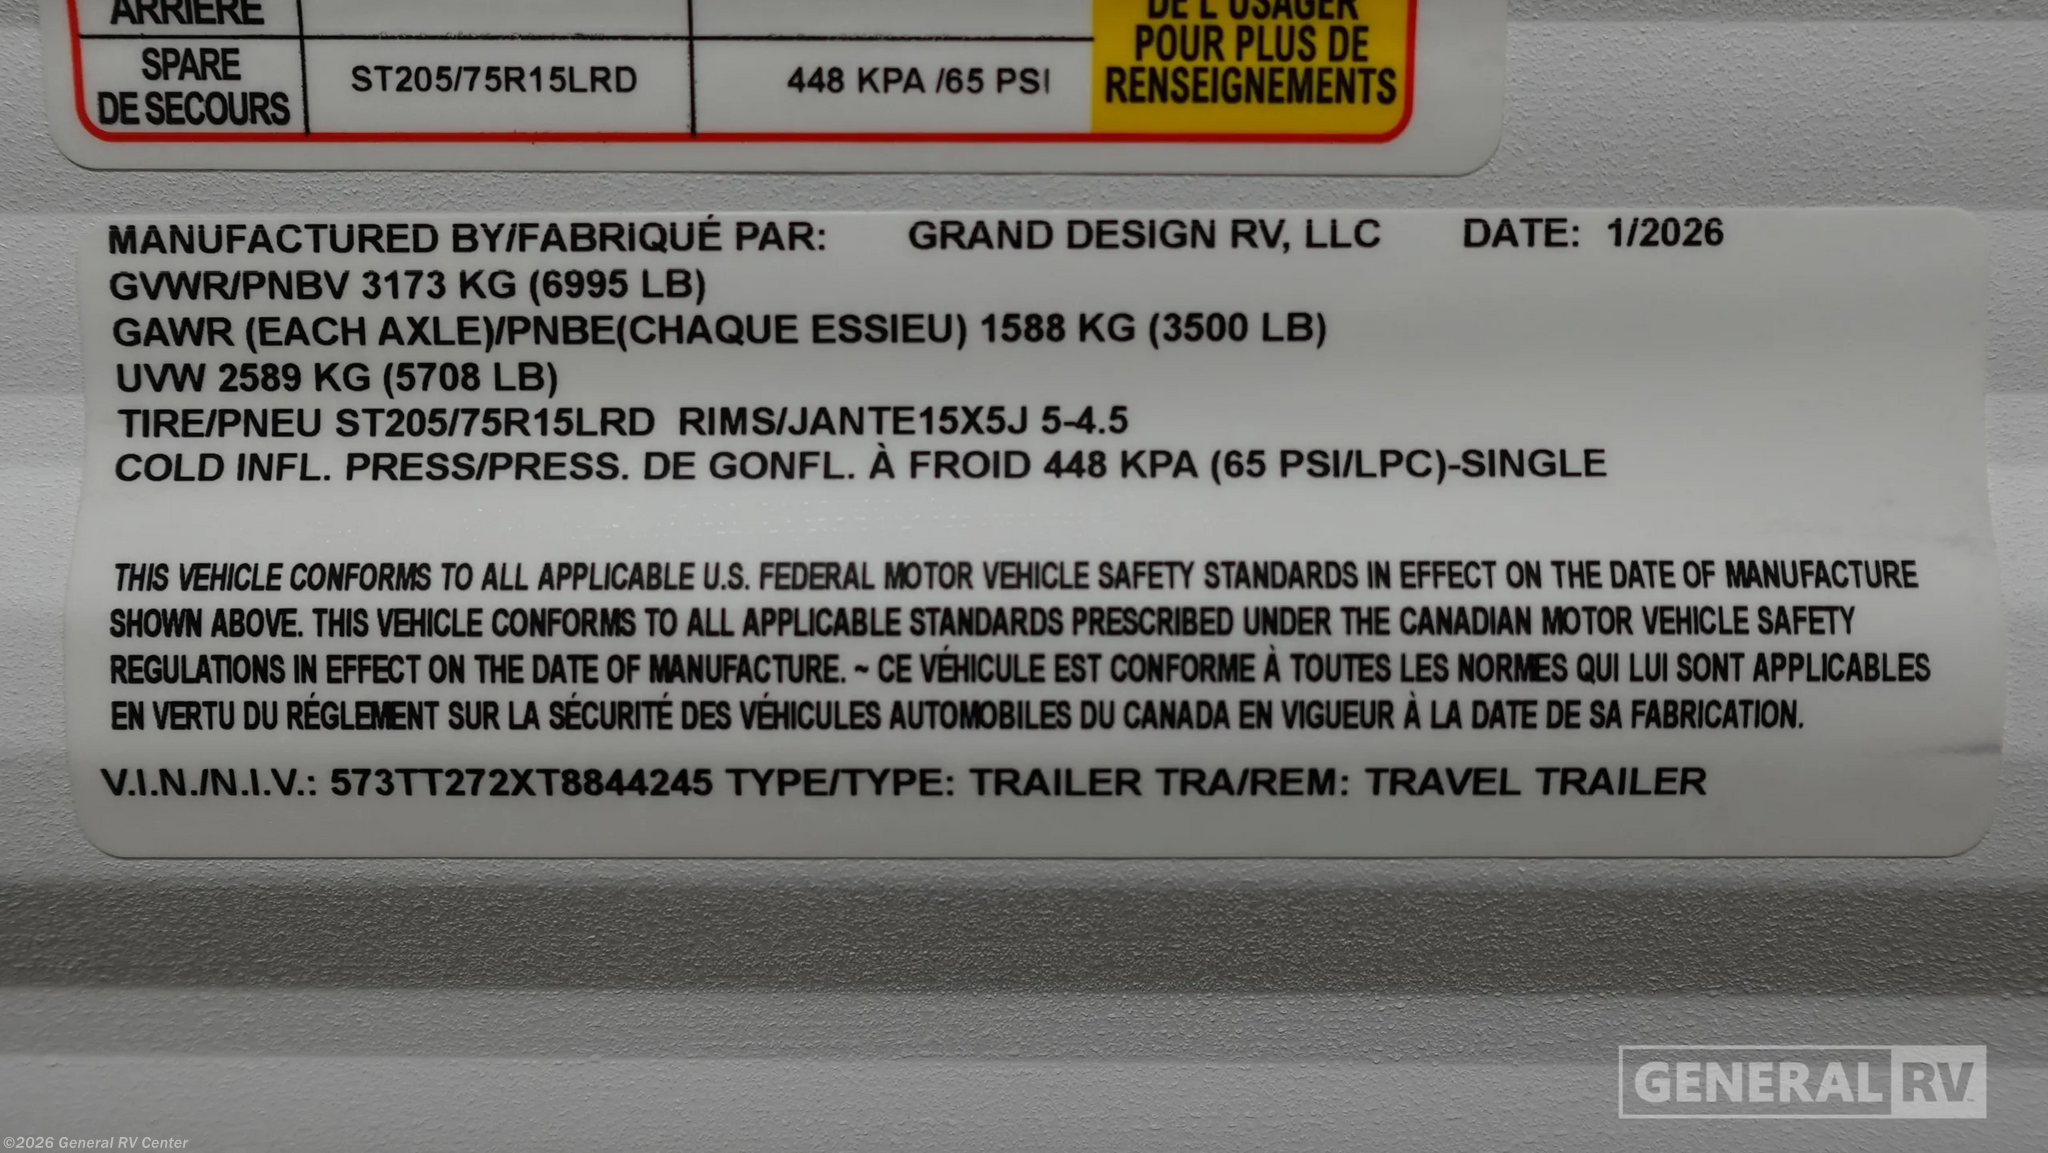 ARRIÈRE
SPARE
DE SECOURS
ST205/75R15LRD
448 KPA /65 PSI
DE L'USAGER
POUR PLUS DE
RENSEIGNEMENTS
MANUFACTURED BY/FABRIQUÉ PAR: GRAND DESIGN RV, LLC DATE: 1/2026
GVWR/PNBV 3173 KG (6995 LB)
GAWR (EACH AXLE)/PNBE(CHAQUE ESSIEU) 1588 KG (3500 LB)
UVW 2589 KG (5708 LB)
TIRE/PNEU ST205/75R15LRD RIMS/JANTE15X5J 5-4.5
COLD INFL. PRESS/PRESS. DE GONFL. À FROID 448 KPA (65 PSI/LPC)-SINGLE
THIS VEHICLE CONFORMS TO ALL APPLICABLE U.S. FEDERAL MOTOR VEHICLE SAFETY STANDARDS IN EFFECT ON THE DATE OF MANUFACTURE
SHOWN ABOVE. THIS VEHICLE CONFORMS TO ALL APPLICABLE STANDARDS PRESCRIBED UNDER THE CANADIAN MOTOR VEHICLE SAFETY
REGULATIONS IN EFFECT ON THE DATE OF MANUFACTURE. ~ CE VÉHICULE EST CONFORME À TOUTES LES NORMES QUI LUI SONT APPLICABLES
EN VERTU DU RÉGLEMENT SUR LA SÉCURITÉ DES VÉHICULES AUTOMOBILES DU CANADA EN VIGUEUR À LA DATE DE SA FABRICATION.
V.I.N./N.I.V.: 573TT272XT8844245 TYPE/TYPE: TRAILER TRA/REM: TRAVEL TRAILER
GENERAL RV
©2026 General RV Center